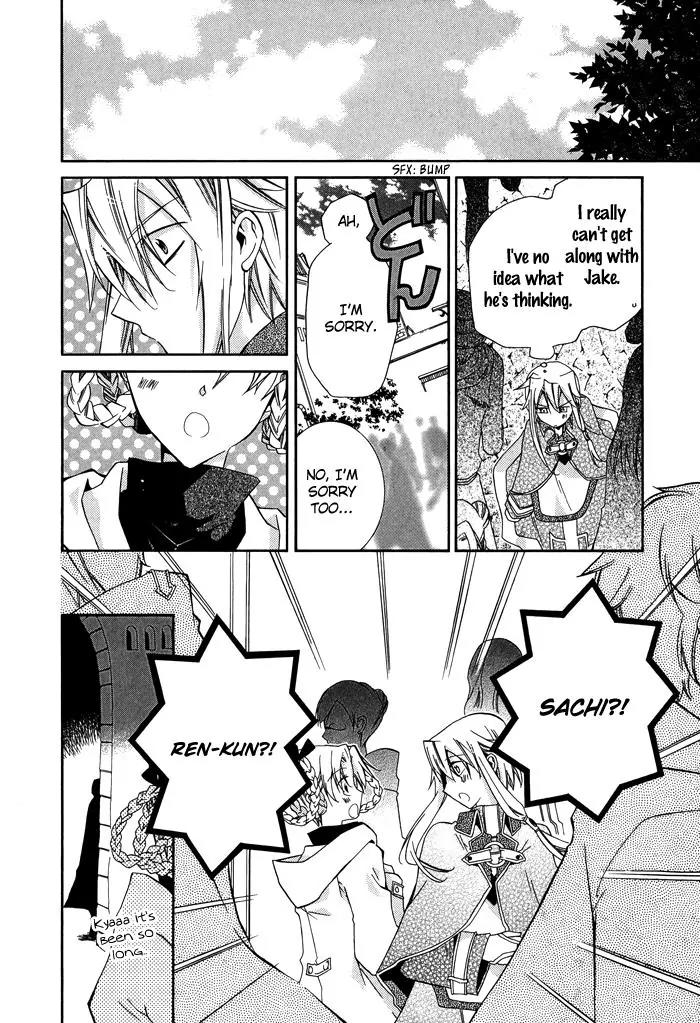 SFX: BUMP
I really
can't get
along with
Jake.
I've no
idea what
he's thinking.
どん
AH,
I'M
SORRY.
NO, I'M
SORRY
TOO...
SACHI?!
REN-KUN?!
Kyaaa it's
been so
long.